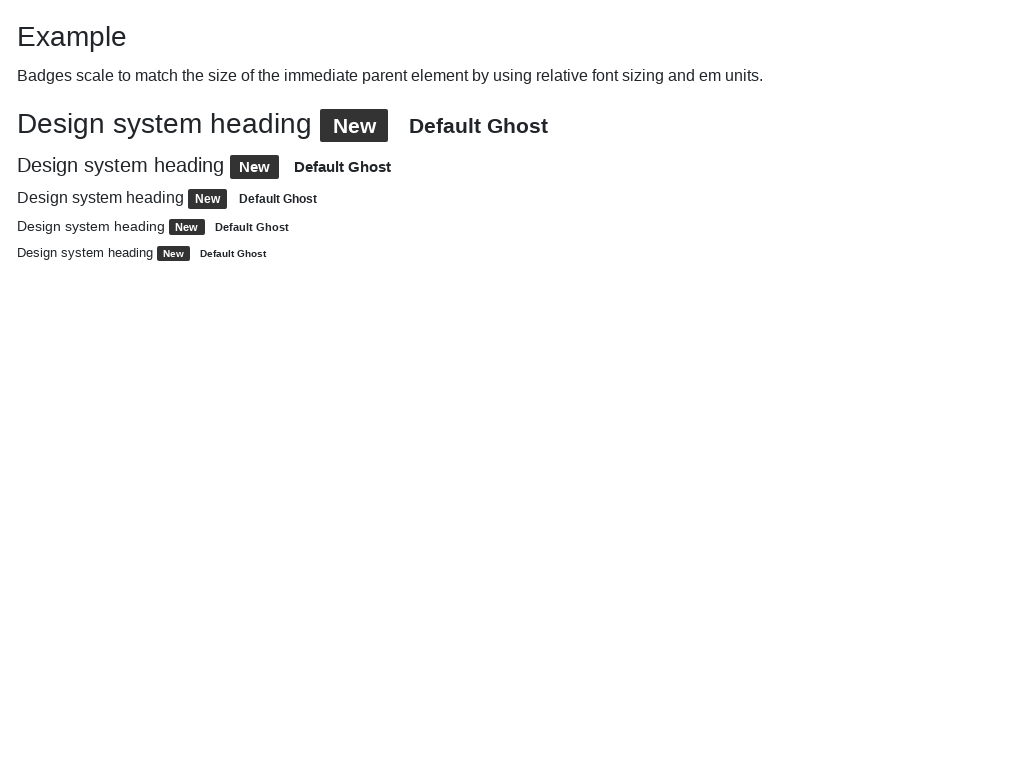 Example
Badges scale to match the size of the immediate parent element by using relative font sizing and em units.
Design system heading New Default Ghost
Design system heading New Default Ghost
Design system heading New Default Ghost
Design system heading New Default Ghost
Design system heading New Default Ghost